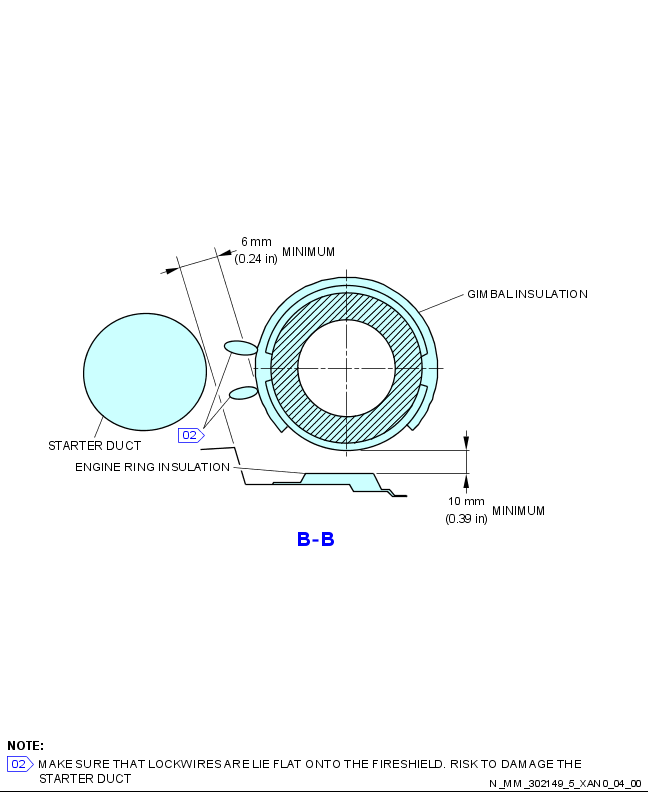 6 mm
(0.24 in) MINIMUM
GIMBAL INSULATION
02
STARTER DUCT
ENGINE RING INSULATION
10 mm
(0.39 in) MINIMUM
B-B
NOTE:
02 MAKE SURE THAT LOCKWIRES ARE LIE FLAT ONTO THE FIRESHIELD. RISK TO DAMAGE THE
STARTER DUCT
N_MM_302149_5_XAN0_04_00